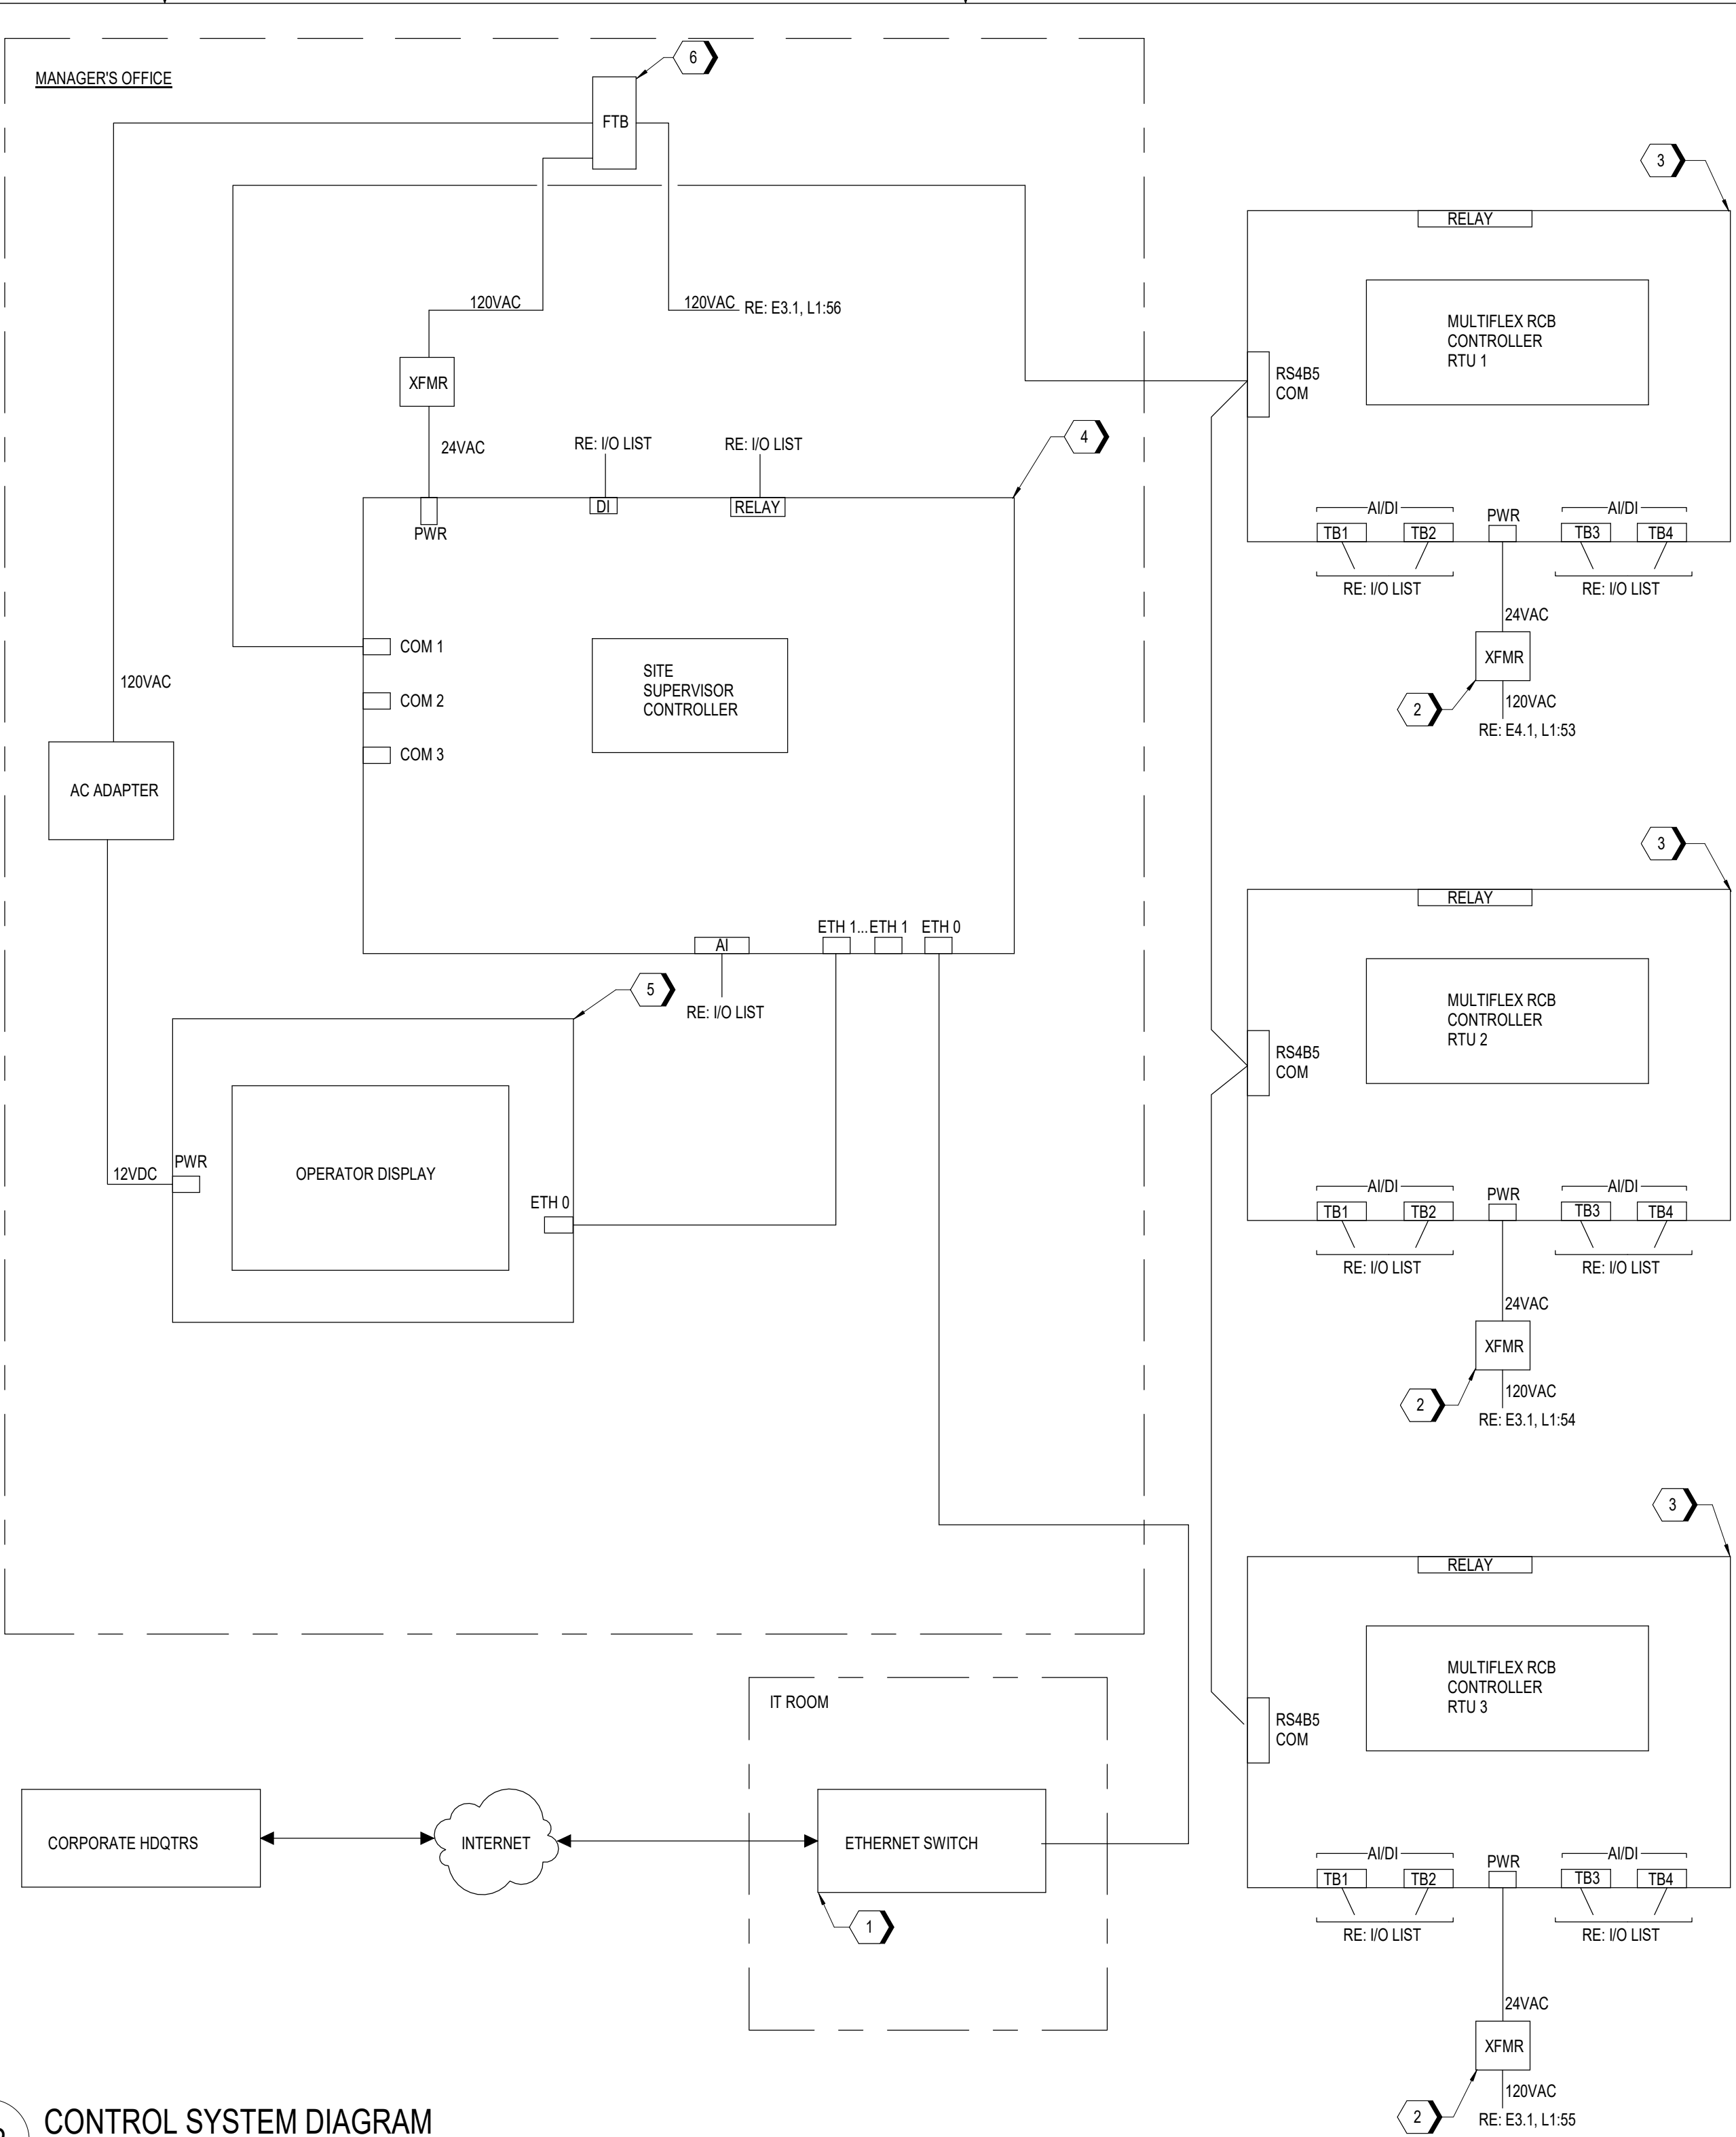 MANAGER'S OFFICE
6
FTB
120VAC
120VAC RE: E3.1, L1:56
XFMR
24VAC
RE: I/O LIST
RE: I/O LIST
4
DI
RELAY
PWR
COM 1
COM 2
COM 3
SITE
SUPERVISOR
CONTROLLER
120VAC
AC ADAPTER
AI
ETH 1...ETH 1 ETH 0
RE: I/O LIST
5
12VDC
PWR
OPERATOR DISPLAY
ETH 0
3
RELAY
MULTIFLEX RCB
CONTROLLER
RTU 1
RS4B5
COM
AI/DI
PWR
AI/DI
TB1
TB2
TB3
TB4
RE: I/O LIST
RE: I/O LIST
24VAC
XFMR
2
120VAC
RE: E4.1, L1:53
3
RELAY
MULTIFLEX RCB
CONTROLLER
RTU 2
RS4B5
COM
AI/DI
PWR
AI/DI
TB1
TB2
TB3
TB4
RE: I/O LIST
RE: I/O LIST
24VAC
XFMR
2
120VAC
RE: E3.1, L1:54
3
RELAY
MULTIFLEX RCB
CONTROLLER
RTU 3
RS4B5
COM
AI/DI
PWR
AI/DI
TB1
TB2
TB3
TB4
RE: I/O LIST
RE: I/O LIST
24VAC
XFMR
2
120VAC
RE: E3.1, L1:55
IT ROOM
CORPORATE HDQTRS
INTERNET
ETHERNET SWITCH
1
CONTROL SYSTEM DIAGRAM